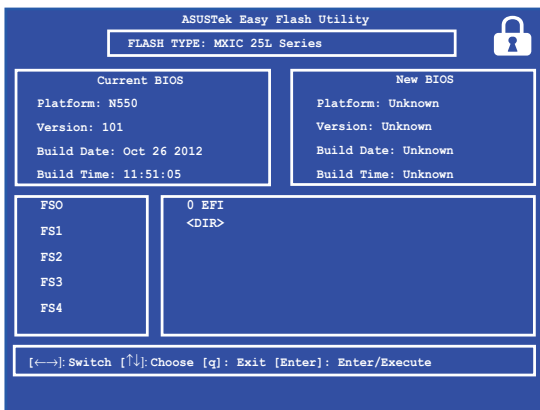 ASUSTek Easy Flash Utility
FLASH TYPE: MXIC 25L Series
Current BIOS
Platform: N550
Version: 101
Build Date: Oct 26 2012
Build Time: 11:51:05
New BIOS
Platform: Unknown
Version: Unknown
Build Date: Unknown
Build Time: Unknown
FSO
FS1
FS2
FS3
FS4
0 EFI
<DIR>
[←→]: Switch [↑↓]: Choose [q]: Exit [Enter]: Enter/Execute